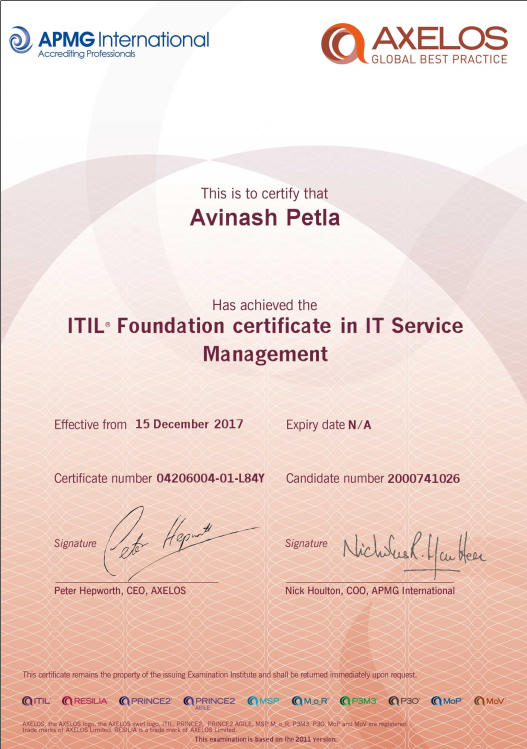 APMG International
Accrediting Professionals
AXELOS
GLOBAL BEST PRACTICE
This is to certify that
Avinash Petla
Has achieved the
ITIL® Foundation certificate in IT Service
Management
Effective from 15 December 2017
Expiry date N/A
Certificate number 04206004-01-L84Y
Candidate number 2000741026
Signature
Peter Hepworth
Signature
Peter Hepworth, CEO, AXELOS
Nick Houlton, COO, APMG International
This certificate remains the property of the issuing Examination Institute and shall be returned immediately upon request.
ITIL® RESILIA PRINCE2® PRINCE2 AGILE MSP® M_o_R® P3M3® P3O® MoP® MoV®
AXELOS, the AXELOS logo, the AXELOS swirl logo, ITIL, PRINCE2, PRINCE2 AGILE, MSP, M_o_R, P3M3, P3O, MoP and MoV are registered
trade marks of AXELOS Limited. RESILIA is a trade mark of AXELOS Limited.
This examination is based on the 2011 version.